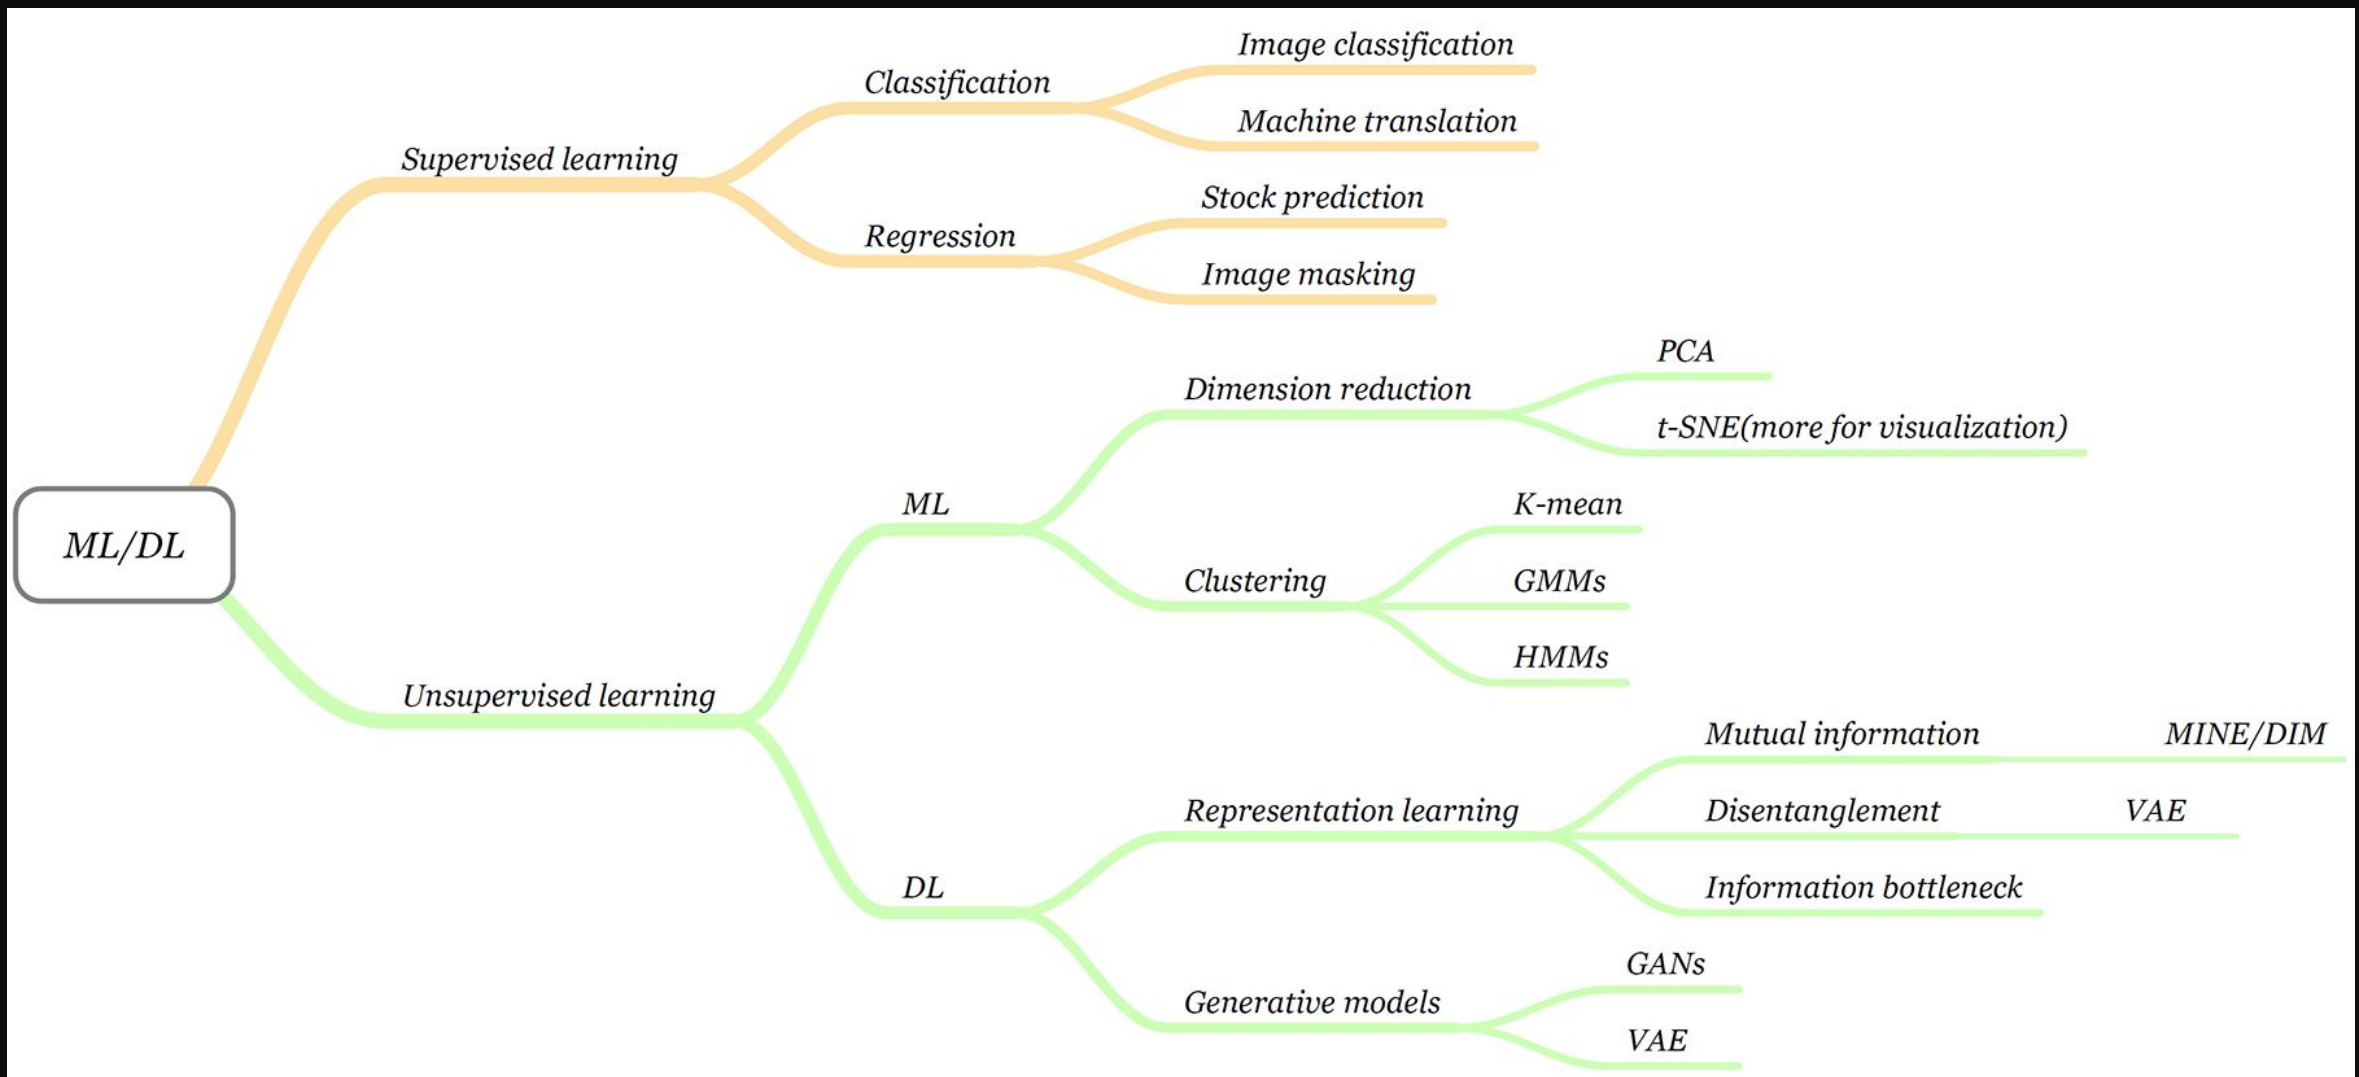 Image classification
Classification
Machine translation
Supervised learning
Stock prediction
Regression
Image masking
PCA
Dimension reduction
t-SNE(more for visualization)
ML
K-mean
ML/DL
Clustering
GMMs
HMMs
Unsupervised learning
Mutual information
MINE/DIM
Representation learning
Disentanglement
VAE
DL
Information bottleneck
GANs
Generative models
VAE